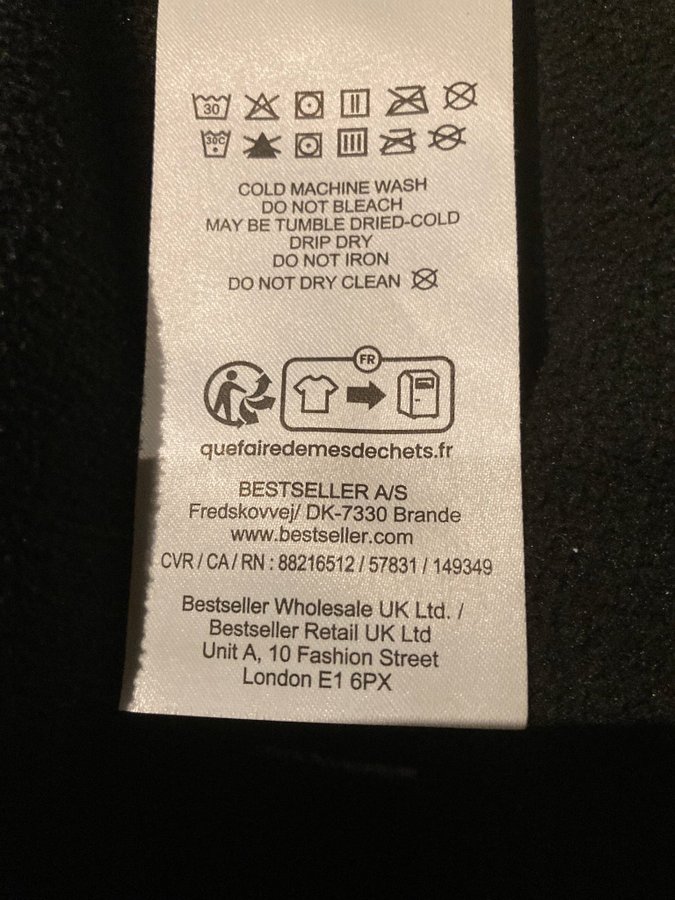 30
30C
COLD MACHINE WASH
DO NOT BLEACH
MAY BE TUMBLE DRIED-COLD
DRIP DRY
DO NOT IRON
DO NOT DRY CLEAN
FR
quefairedemesdechets.fr
BESTSELLER A/S
Fredskovvej/ DK-7330 Brande
www.bestseller.com
CVR / CA / RN : 88216512 / 57831 / 149349
Bestseller Wholesale UK Ltd. /
Bestseller Retail UK Ltd
Unit A, 10 Fashion Street
London E1 6PX